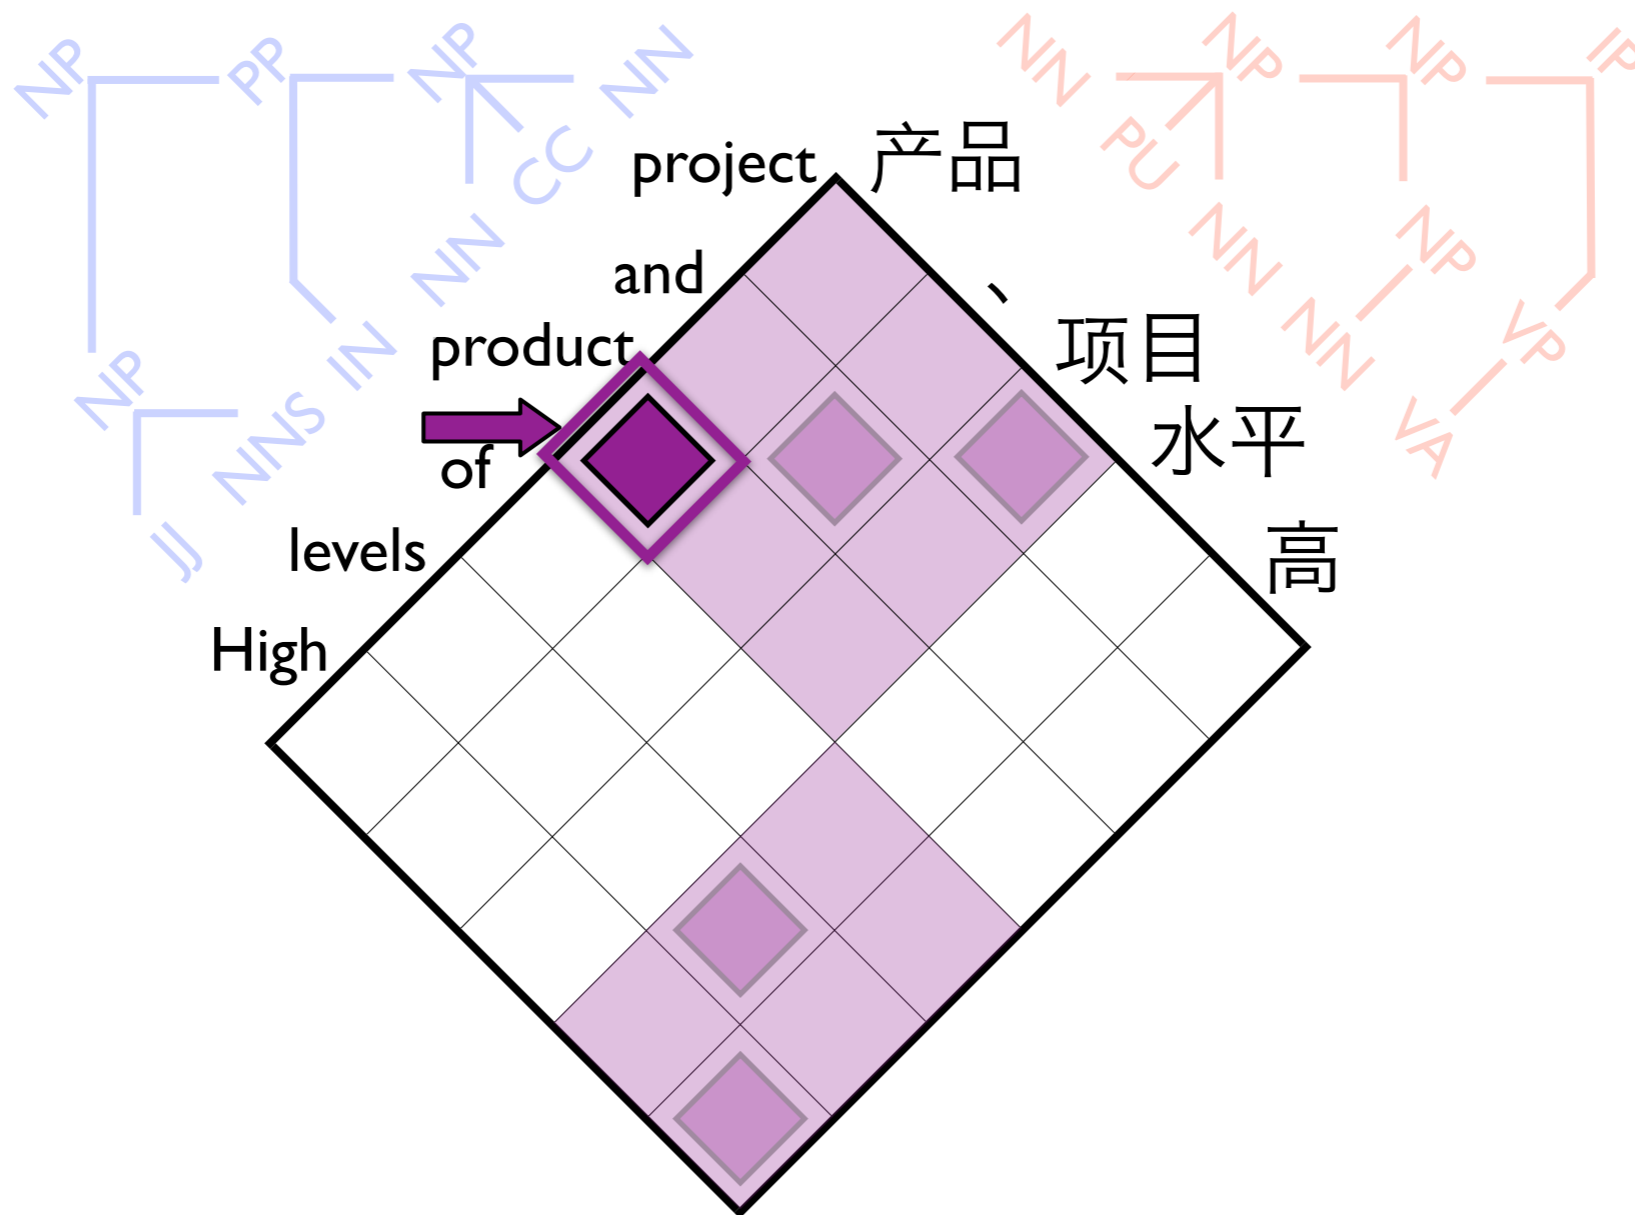 NP PP NP NN
CC
NN
IN
NP
NNS
JJ
NN NP NP IP
PU
NN
NP
NN
VP
VA
project
and
product
of
levels
High
产品
、
项目
水平
高